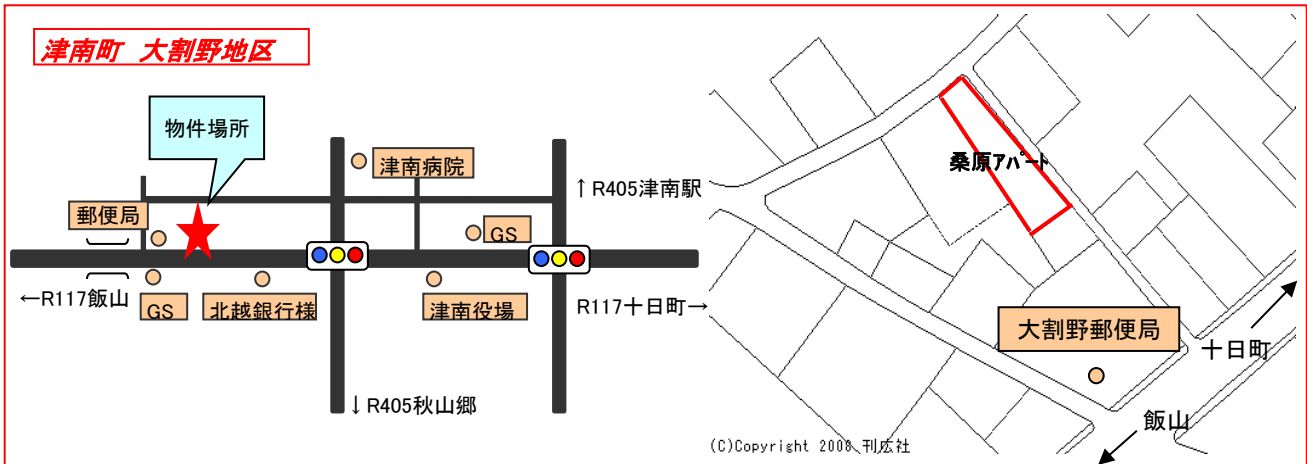 津南町 大割野地区
物件場所
津南病院
↑R405津南駅
郵便局
GS
←R117飯山
GS
北越銀行様
津南役場
R117十日町→
↓R405秋山郷
桑原アパート
大割野郵便局
十日町
飯山
(C)Copyright 2008 刊広社